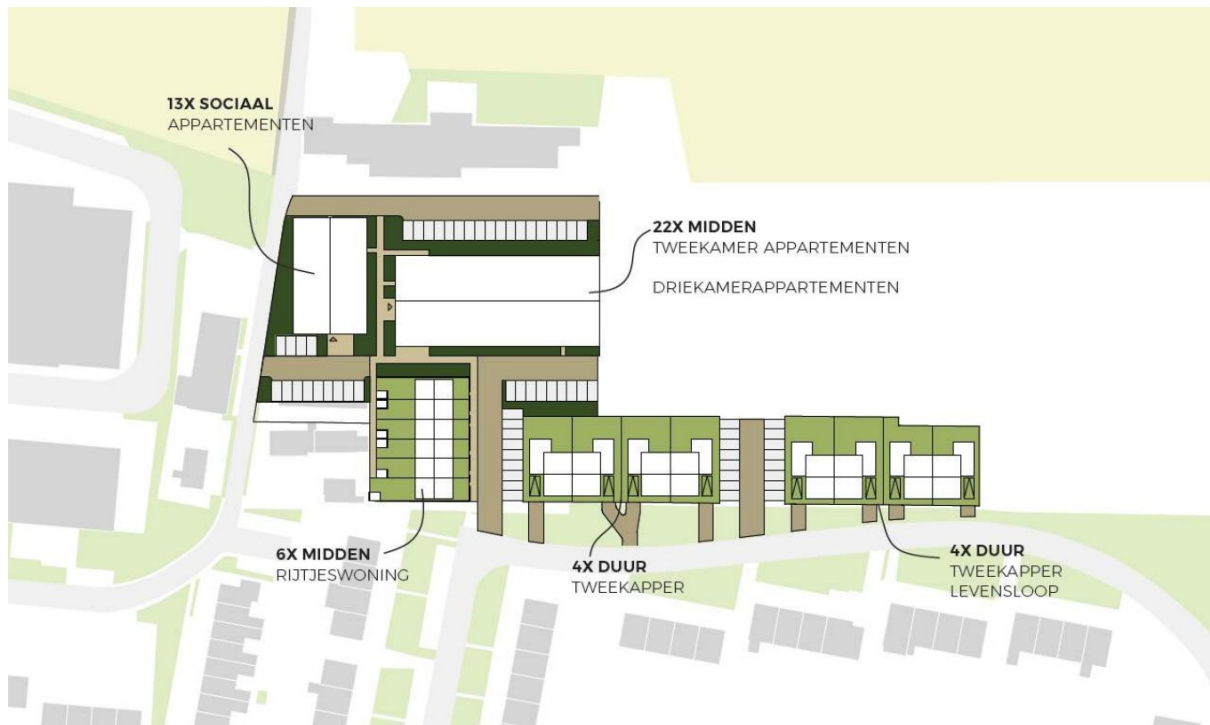 13X SOCIAAL
APPARTEMENTEN
22X MIDDEN
TWEEKAMER APPARTEMENTEN
DRIEKAMERAPPARTEMENTEN
6X MIDDEN
RIJTJESWONING
4X DUUR
TWEEKAPPER
4X DUUR
TWEEKAPPER
LEVENSLOOP